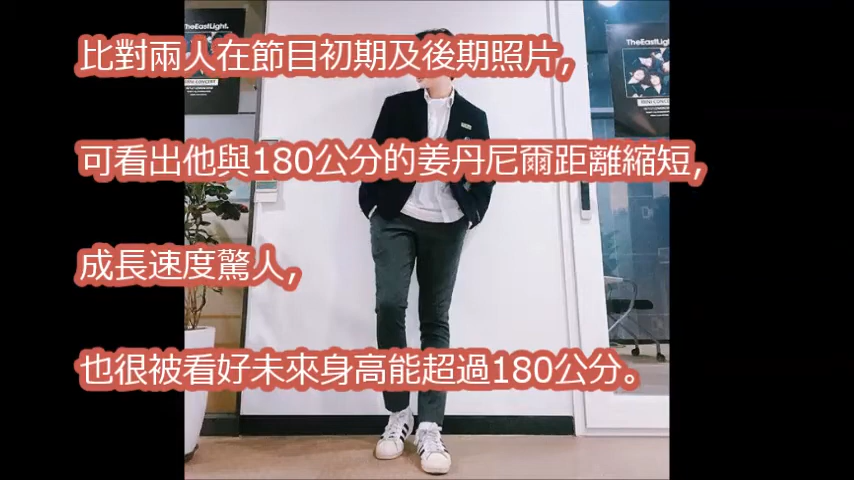 TheEastLight.
比對兩人在節目初期及後期照片,
TheEastLig
可看出他與180公分的姜丹尼爾距離縮短,
成長速度驚人,
也很被看好未來身高能超過180公分。